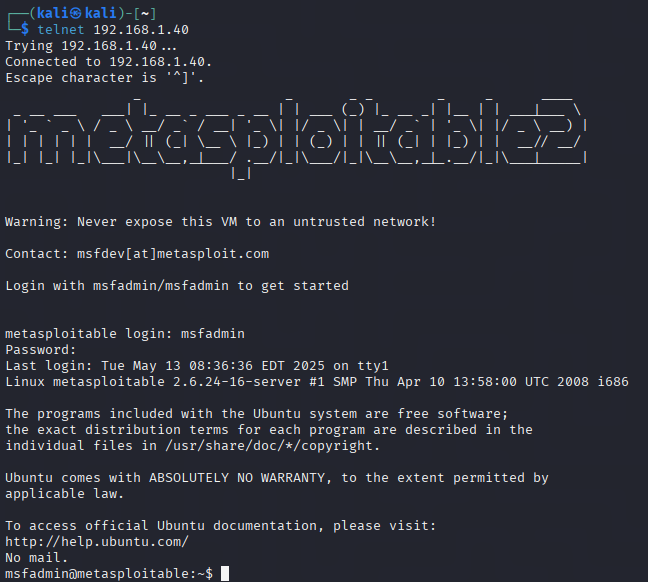 ┌──(kali㉿kali)-[~]
└─$ telnet 192.168.1.40
Trying 192.168.1.40...
Connected to 192.168.1.40.
Escape character is '^]'.
metasploitable2
Warning: Never expose this VM to an untrusted network!
Contact: msfdev[at]metasploit.com
Login with msfadmin/msfadmin to get started
metasploitable login: msfadmin
Password:
Last login: Tue May 13 08:36:36 EDT 2025 on tty1
Linux metasploitable 2.6.24-16-server #1 SMP Thu Apr 10 13:58:00 UTC 2008 i686
The programs included with the Ubuntu system are free software;
the exact distribution terms for each program are described in the
individual files in /usr/share/doc/*/copyright.
Ubuntu comes with ABSOLUTELY NO WARRANTY, to the extent permitted by
applicable law.
To access official Ubuntu documentation, please visit:
http://help.ubuntu.com/
No mail.
msfadmin@metasploitable:~$